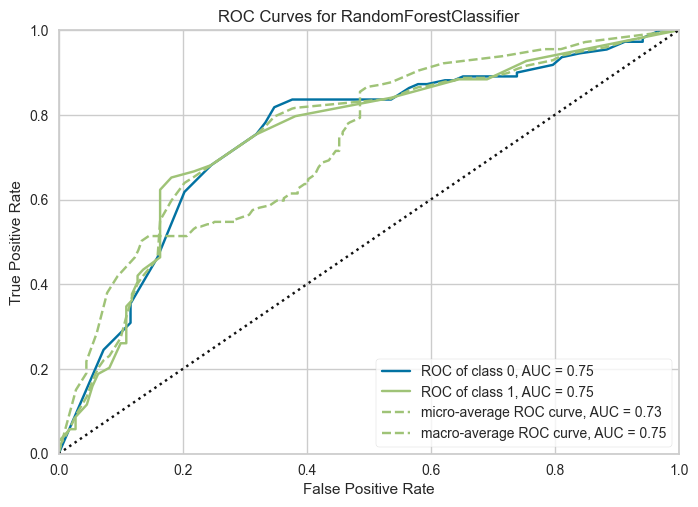 ROC Curves for RandomForestClassifier
1.0
0.8
0.6
0.4
0.2
0.0
True Positive Rate
ROC of class 0, AUC = 0.75
ROC of class 1, AUC = 0.75
micro-average ROC curve, AUC = 0.73
macro-average ROC curve, AUC = 0.75
0.0 0.2 0.4 0.6 0.8 1.0
False Positive Rate